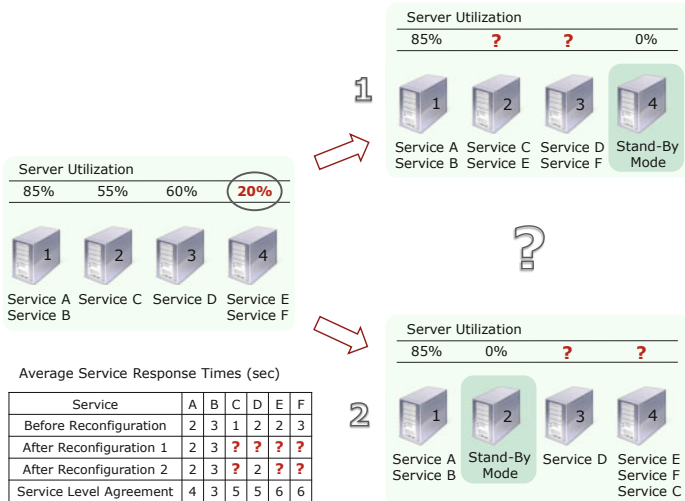 Server Utilization
85% ? ? 0%
1
1 2 3 4
Service A Service C Service D Stand-By
Service B Service E Service F Mode
Server Utilization
85% 55% 60% 20%
1 2 3 4
Service A Service C Service D Service E
Service B Service F
?
Server Utilization
85% 0% ? ?
2
1 2 3 4
Service A Stand-By Service D Service E
Service B Mode Service F
Service C
Average Service Response Times (sec)
Service A B C D E F
Before Reconfiguration 2 3 1 2 2 3
After Reconfiguration 1 2 3 ? ? ? ?
After Reconfiguration 2 2 3 ? 2 ? ?
Service Level Agreement 4 3 5 5 6 6